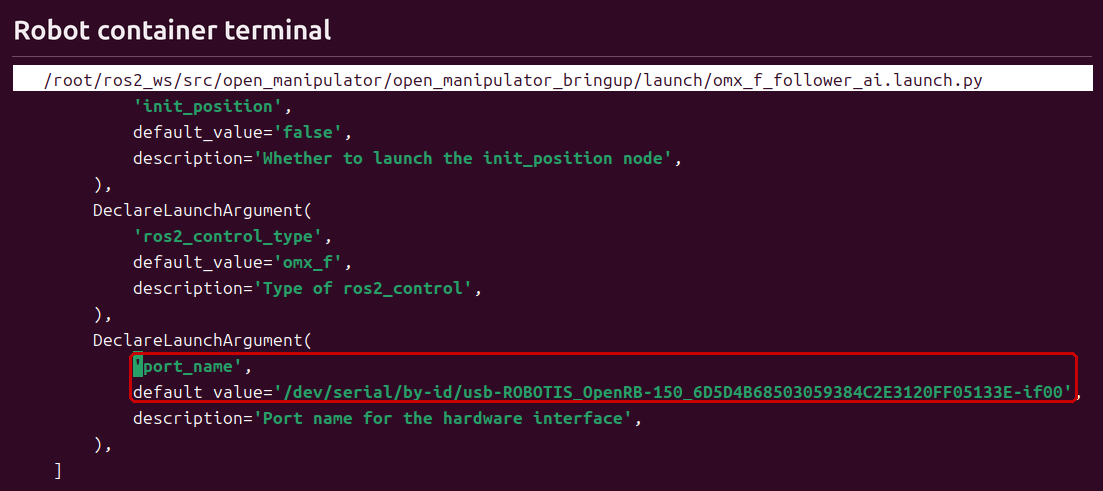 Robot container terminal
/root/ros2_ws/src/open_manipulator/open_manipulator_bringup/launch/omx_f_follower_ai.launch.py
'init_position',
default_value='false',
description='Whether to launch the init_position node',
),
DeclareLaunchArgument(
'ros2_control_type',
default_value='omx_f',
description='Type of ros2_control',
),
DeclareLaunchArgument(
'port_name',
default_value='/dev/serial/by-id/usb-ROBOTIS_OpenRB-150_6D5D4B68503059384C2E3120FF05133E-if00',
description='Port name for the hardware interface',
),
]